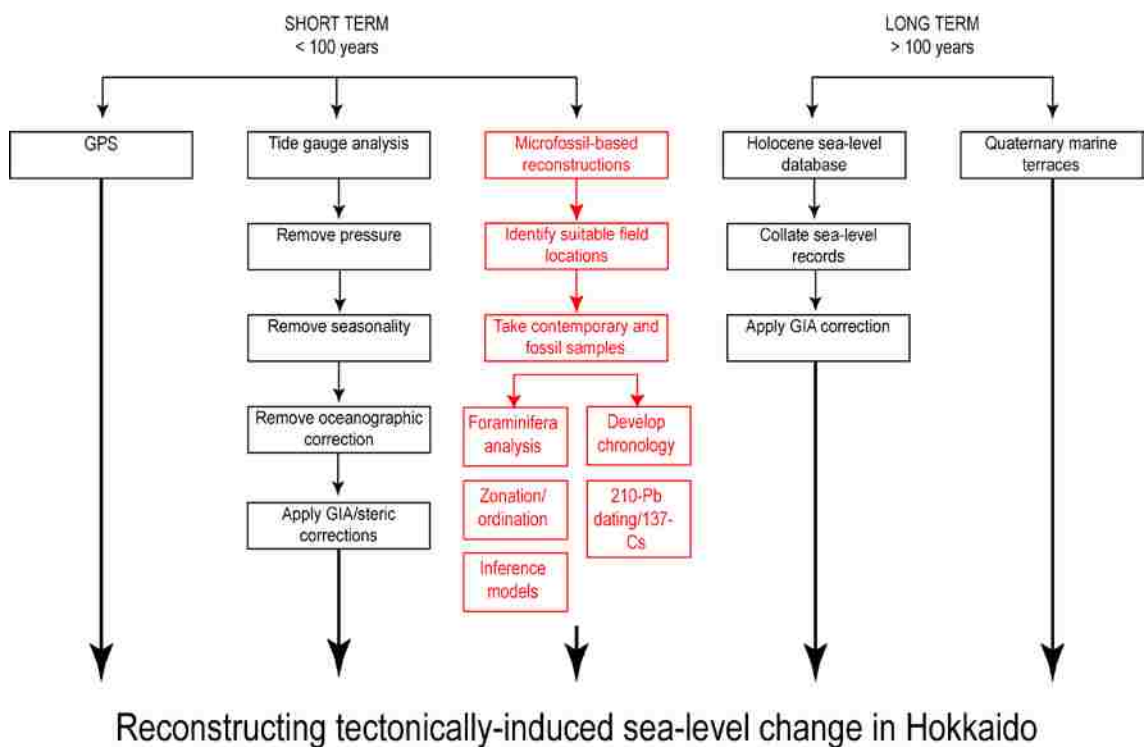 SHORT TERM
< 100 years
LONG TERM
> 100 years
GPS
Tide gauge analysis
Microfossil-based
reconstructions
Holocene sea-level
database
Quaternary marine
terraces
Remove pressure
Identify suitable field
locations
Collate sea-level
records
Remove seasonality
Take contemporary and
fossil samples
Apply GIA correction
Remove oceanographic
correction
Foraminifera
analysis
Develop
chronology
Apply GIA/steric
corrections
Zonation/
ordination
210-Pb
dating/137-
Cs
Inference
models
Reconstructing tectonically-induced sea-level change in Hokkaido